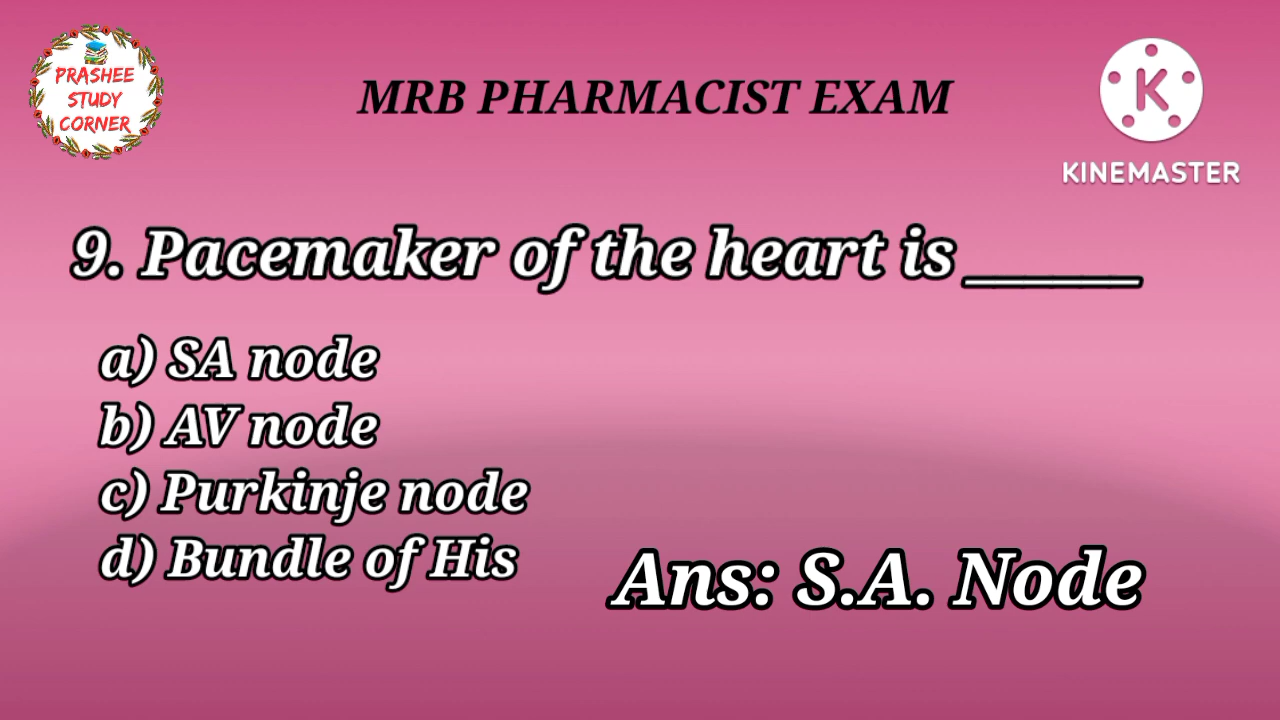 PRASHEE
STUDY
CORNER
MRB PHARMACIST EXAM
K
KINEMASTER
9. Pacemaker of the heart is _____
a) SA node
b) AV node
c) Purkinje node
d) Bundle of His
Ans: S.A. Node